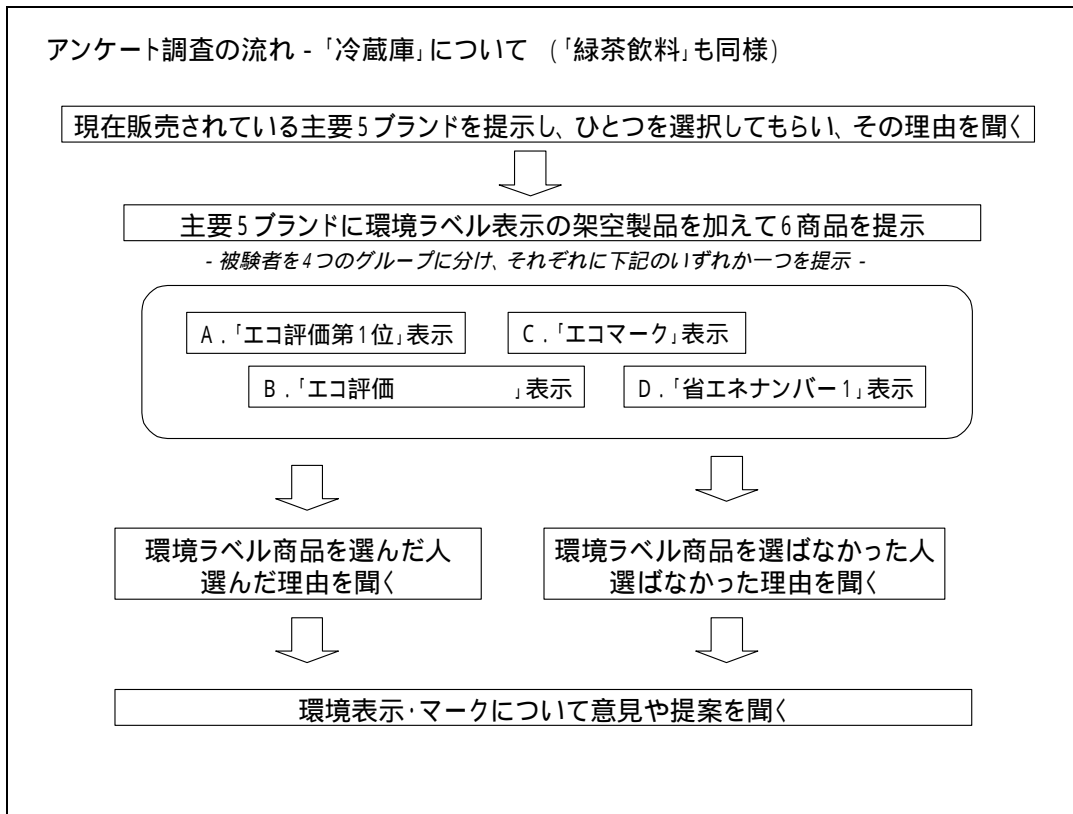 アンケート調査の流れ - 「冷蔵庫」について (「緑茶飲料」も同様)
現在販売されている主要5ブランドを提示し、ひとつを選択してもらい、その理由を聞く
主要5ブランドに環境ラベル表示の架空製品を加えて6商品を提示
- 被験者を4つのグループに分け、それぞれに下記のいずれか一つを提示 -
A．「エコ評価第1位」表示
C．「エコマーク」表示
B．「エコ評価　　　　　」表示
D．「省エネナンバー1」表示
環境ラベル商品を選んだ人
選んだ理由を聞く
環境ラベル商品を選ばなかった人
選ばなかった理由を聞く
環境表示・マークについて意見や提案を聞く